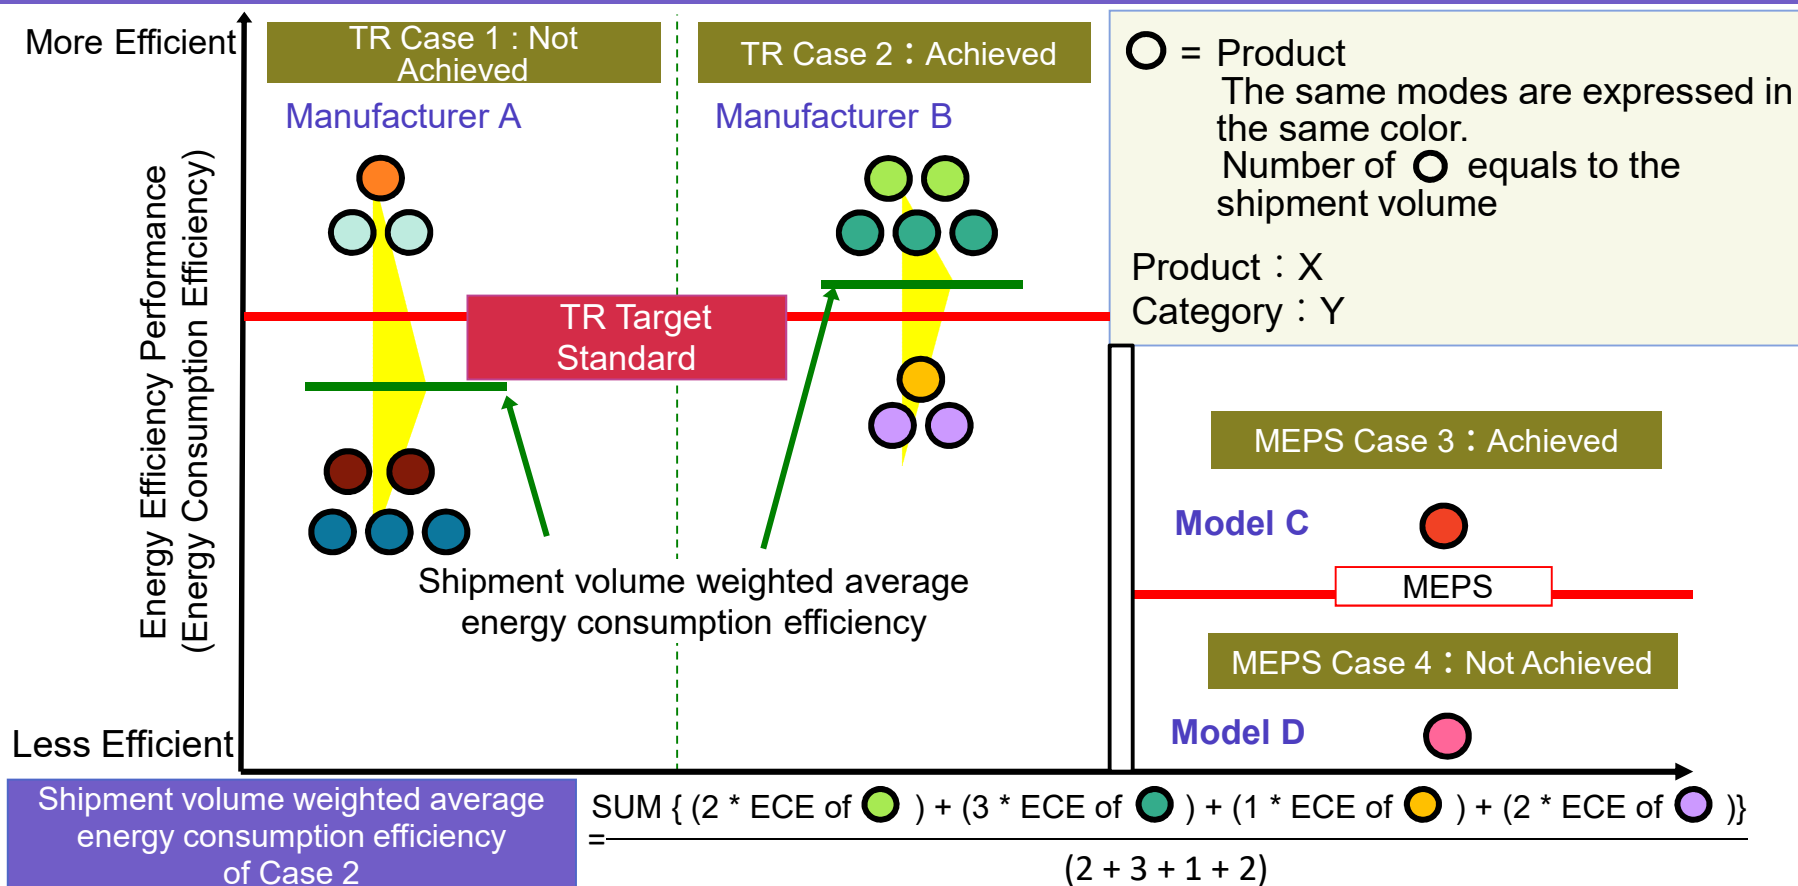 More Efficient
TR Case 1 : Not
Achieved
TR Case 2：Achieved
Manufacturer A
Manufacturer B
= Product
The same modes are expressed in
the same color.
Number of equals to the
shipment volume
Product：X
Category：Y
Energy Efficiency Performance
(Energy Consumption Efficiency)
TR Target
Standard
MEPS Case 3：Achieved
Model C
MEPS
Shipment volume weighted average
energy consumption efficiency
MEPS Case 4：Not Achieved
Model D
Less Efficient
Shipment volume weighted average
energy consumption efficiency
of Case 2
SUM { (2 * ECE of ) + (3 * ECE of ) + (1 * ECE of ) + (2 * ECE of )}
=
(2 + 3 + 1 + 2)